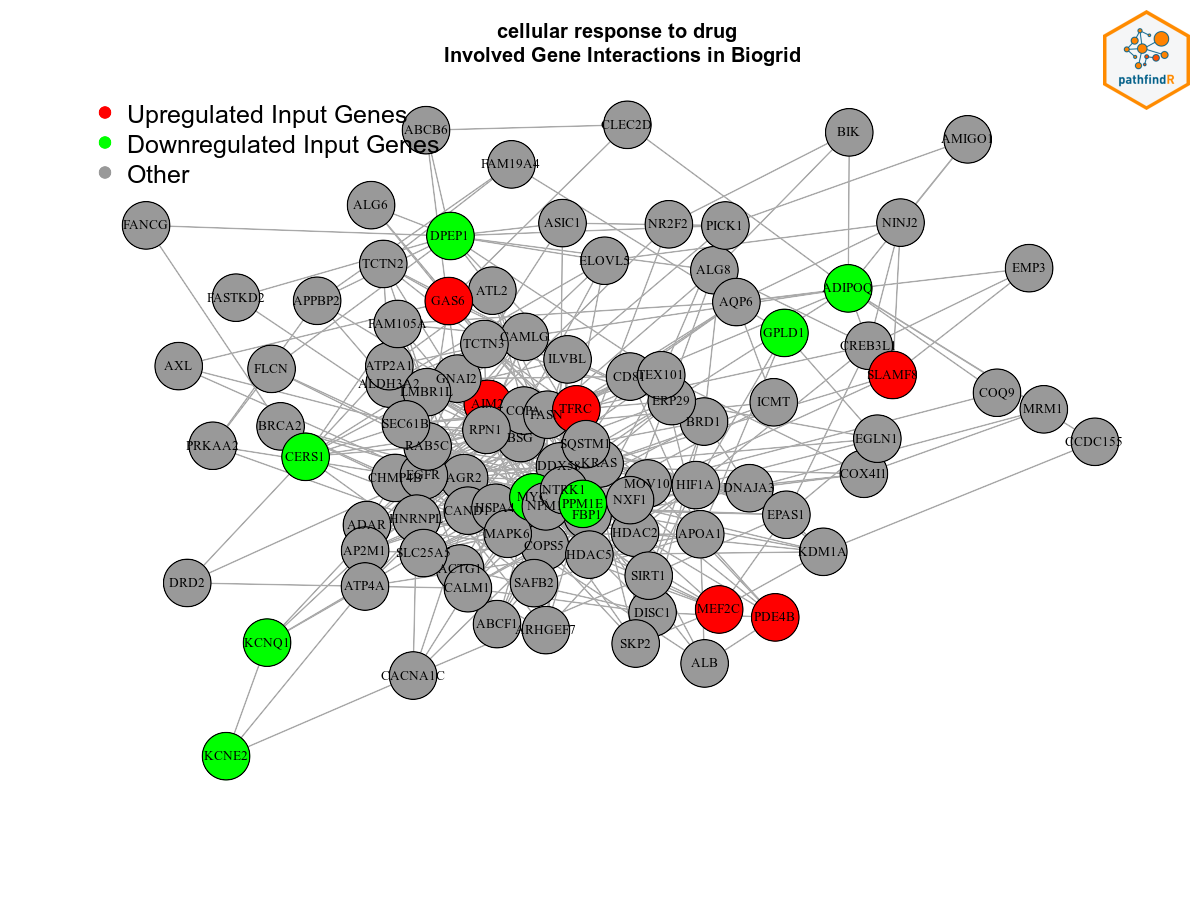 cellular response to drug
Involved Gene Interactions in Biogrid
pathfindR
Upregulated Input Genes
Downregulated Input Genes
Other
ABCB6
CLEC2D
BIK
AMIGO1
FAM19A4
ALG6
FANCG
DPEP1
ASIC1
NR2F2
PICK1
NINJ2
TCTN2
ELOVL5
ALG8
EMP3
FASTKD2
APPBP2
GAS6
ATL2
AQP6
ADIPOQ
FAM105A
TCTN3
CAMLG
GPLD1
CREB3L1
AXL
FLCN
ATP2A1
ALDH3A2
GNAI2
ILVBL
CD81
TEX101
SLAMF8
LMBR1L
AIM2
COPA
FASN
TFRC
ERP29
ICMT
COQ9
MRM1
BRCA2
SEC61B
RPN1
BSG
SQSTM1
BRD1
EGLN1
CCDC155
PRKAA2
CERS1
RAB5C
DDX58
KRAS
CHMP4B
EGFR
AGR2
MOV10
HIF1A
DNAJA3
COX4I1
NTRK1
NXF1
PPM1E
FBP1
CAND1
HSPA4
ADAR
HNRNPL
MAPK6
HDAC2
APOA1
EPAS1
AP2M1
SLC25A5
COPS5
HDAC5
KDM1A
DRD2
ATP4A
ACTG1
CALM1
SAFB2
SIRT1
ABCF1
ARHGEF7
DISC1
MEF2C
PDE4B
KCNQ1
SKP2
ALB
CACNA1C
KCNE2